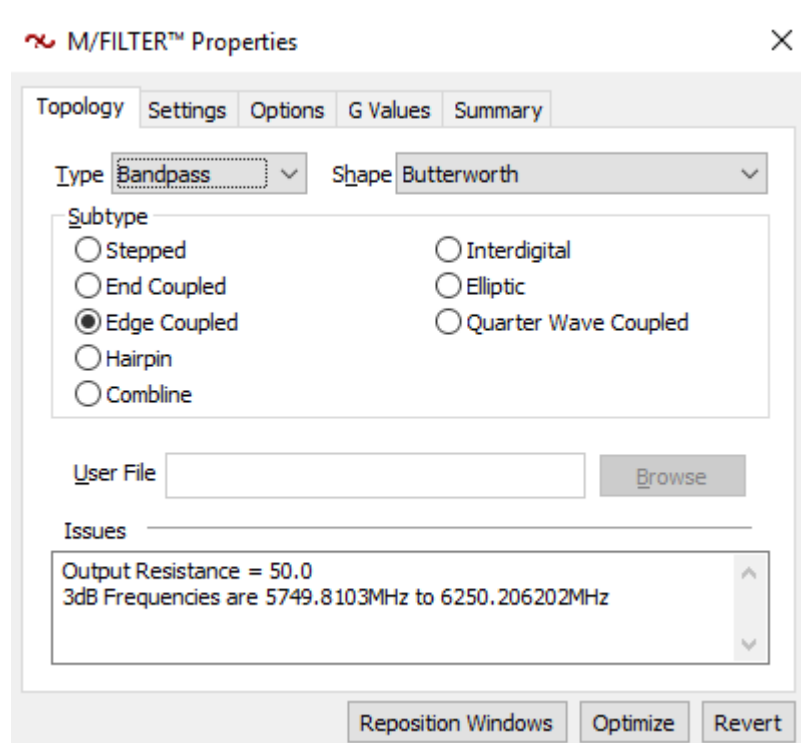 M/FILTER™ Properties
Topology Settings Options G Values Summary
Type Bandpass Shape Butterworth
Subtype
Stepped Interdigital
End Coupled Elliptic
Edge Coupled Quarter Wave Coupled
Hairpin
Combline
User File Browse
Issues
Output Resistance = 50.0
3dB Frequencies are 5749.8103MHz to 6250.206202MHz
Reposition Windows Optimize Revert